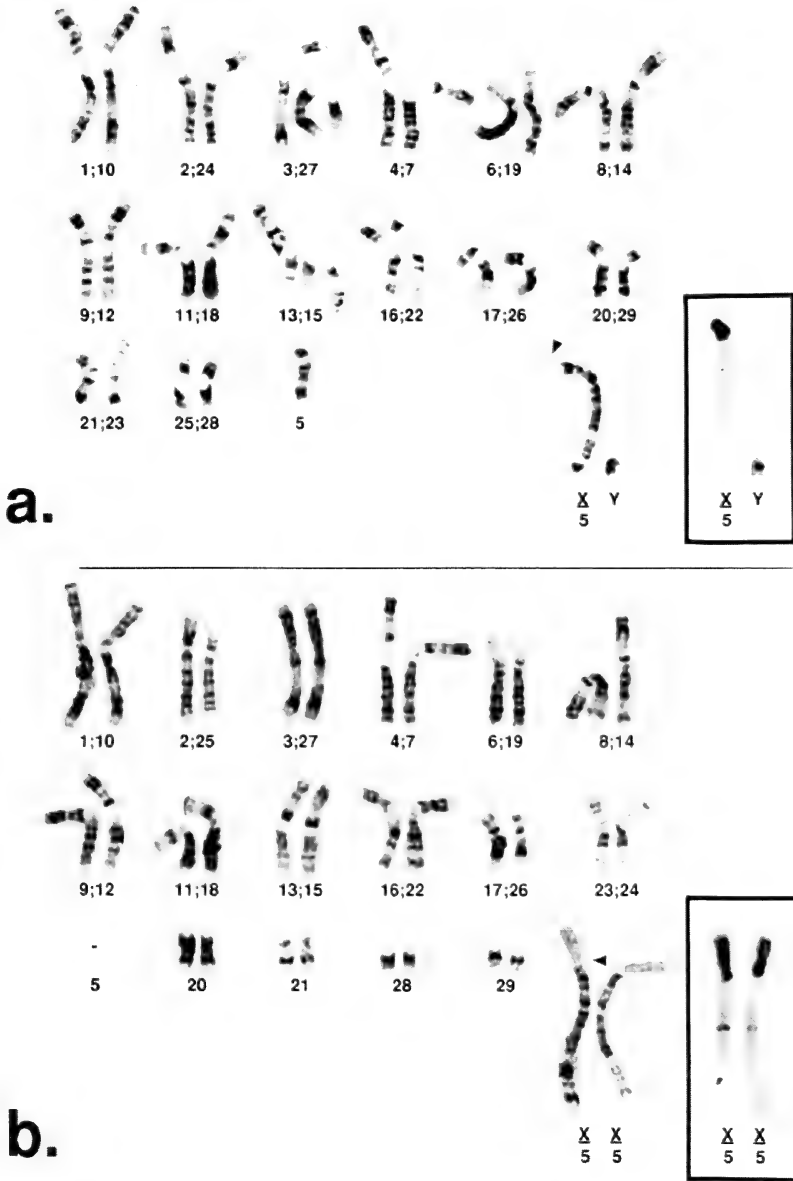 1;10 2;24 3;27 4;7 6;19 8;14
9;12 11;18 13;15 16;22 17;26 20;29
21;23 25;28 5
X Y X Y
5 5
a.
1;10 2;25 3;27 4;7 6;19 8;14
9;12 11;18 13;15 16;22 17;26 23;24
5 20 21 28 29
X X X X
5 5 5 5
b.